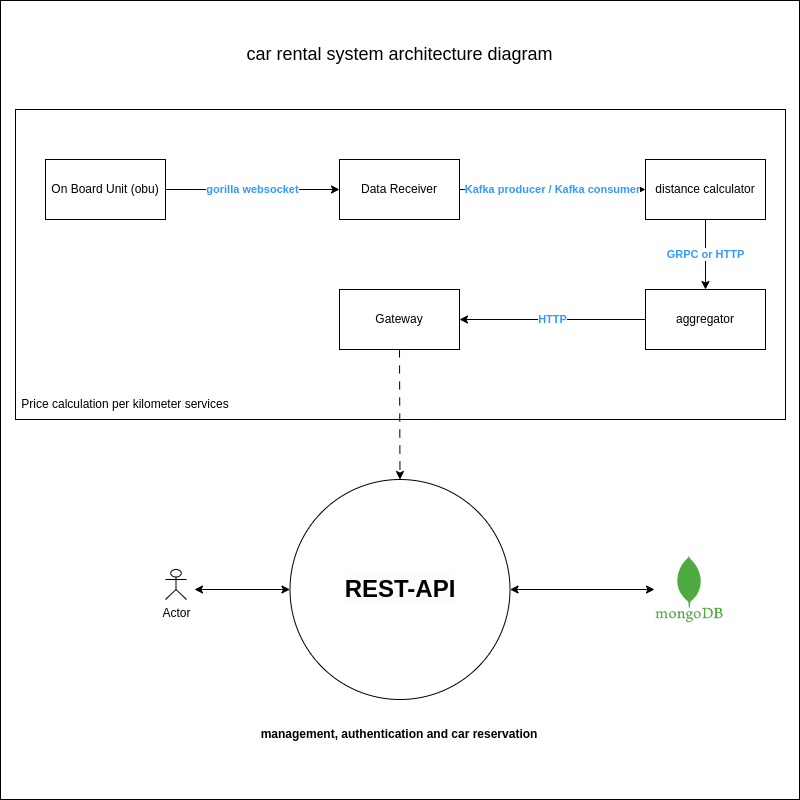 car rental system architecture diagram
On Board Unit (obu)
gorilla websocket
Data Receiver
Kafka producer / Kafka consumer
distance calculator
GRPC or HTTP
Gateway
HTTP
aggregator
Price calculation per kilometer services
REST-API
Actor
mongoDB
management, authentication and car reservation